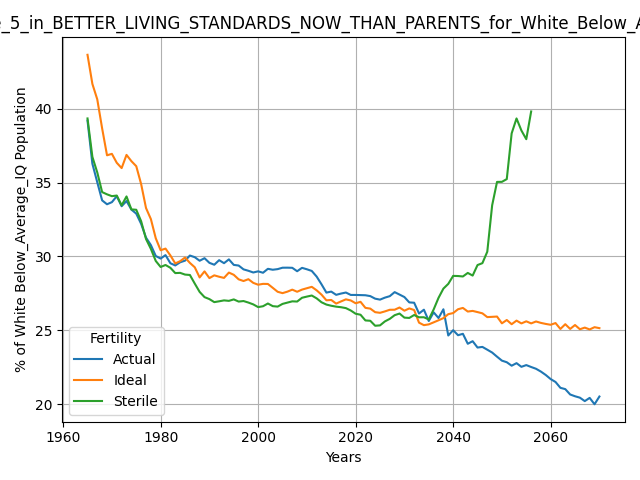 _5_in_BETTER_LIVING_STANDARDS_NOW_THAN_PARENTS_for_White_Below_A
% of White Below_Average_IQ Population
40
35
30
25
20
Fertility
Actual
Ideal
Sterile
1960
1980
2000
2020
2040
2060
Years